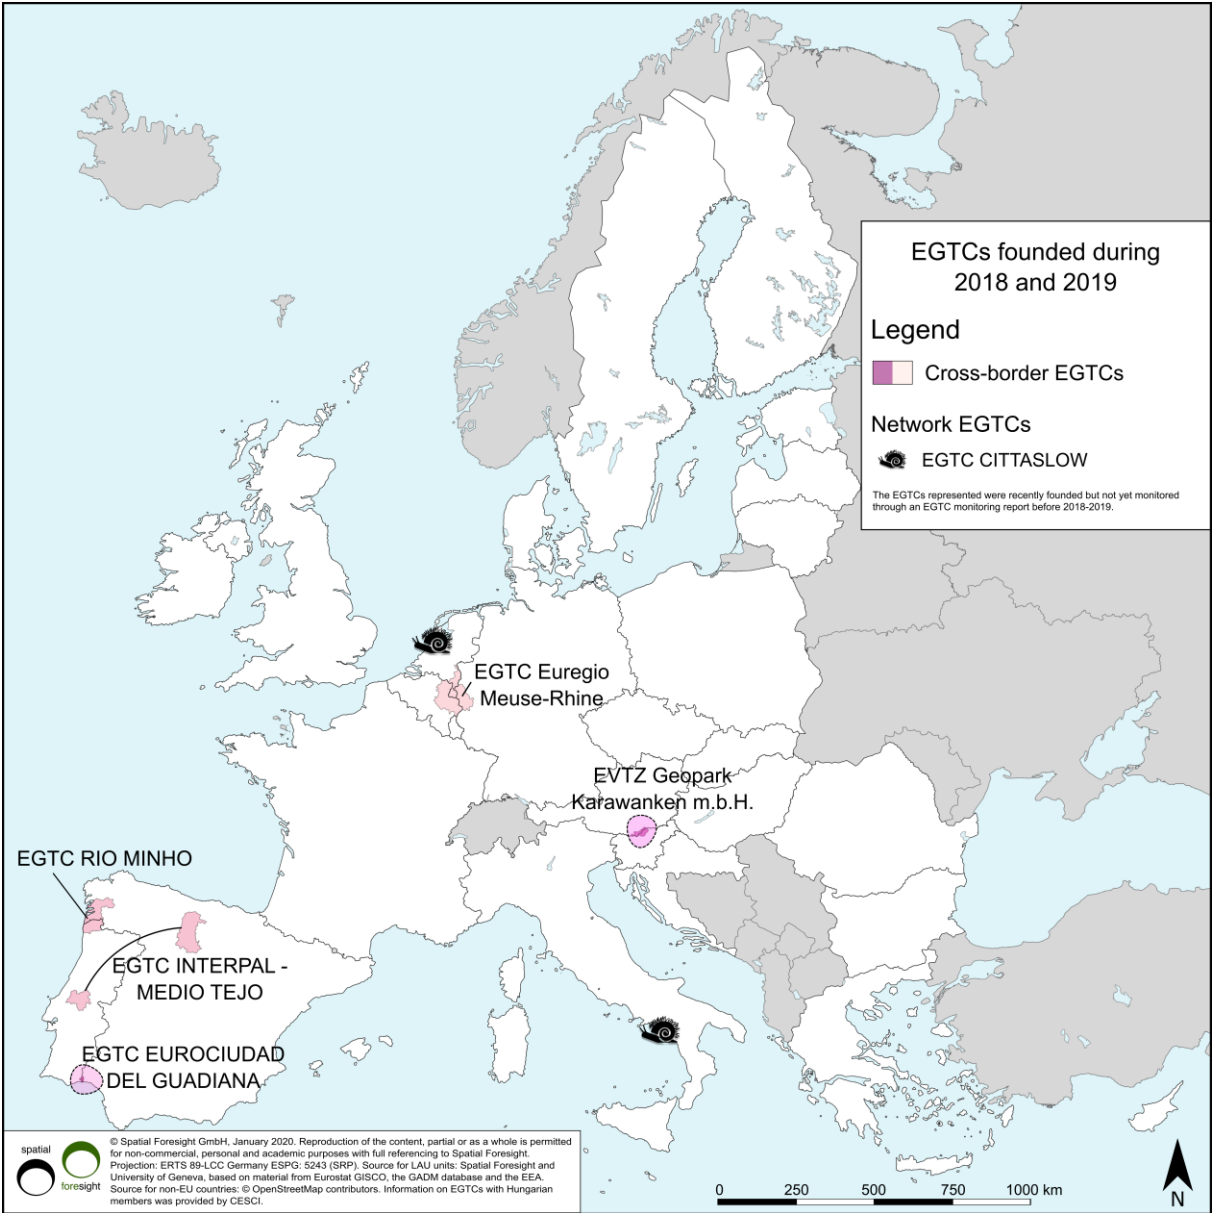 EGTCs founded during
2018 and 2019
Legend
Cross-border EGTCs
Network EGTCs
EGTC CITTASLOW
The EGTCs represented were recently founded but not yet monitored
through an EGTC monitoring report before 2018-2019.
EGTC Euregio
Meuse-Rhine
EVTZ Geopark
Karawanken m.b.H.
EGTC RIO MINHO
EGTC INTERPAL -
MEDIO TEJO
EGTC EUROCIUDAD
DEL GUADIANA
spatial
foresight
© Spatial Foresight GmbH, January 2020. Reproduction of the content, partial or as a whole is permitted
for non-commercial, personal and academic purposes with full referencing to Spatial Foresight.
Projection: ERTS 89-LCC Germany ESPG: 5243 (SRP). Source for LAU units: Spatial Foresight and
University of Geneva, based on material from Eurostat GISCO, the GADM database and the EEA.
Source for non-EU countries: © OpenStreetMap contributors. Information on EGTCs with Hungarian
members was provided by CESCI.
0 250 500 750 1000 km
N